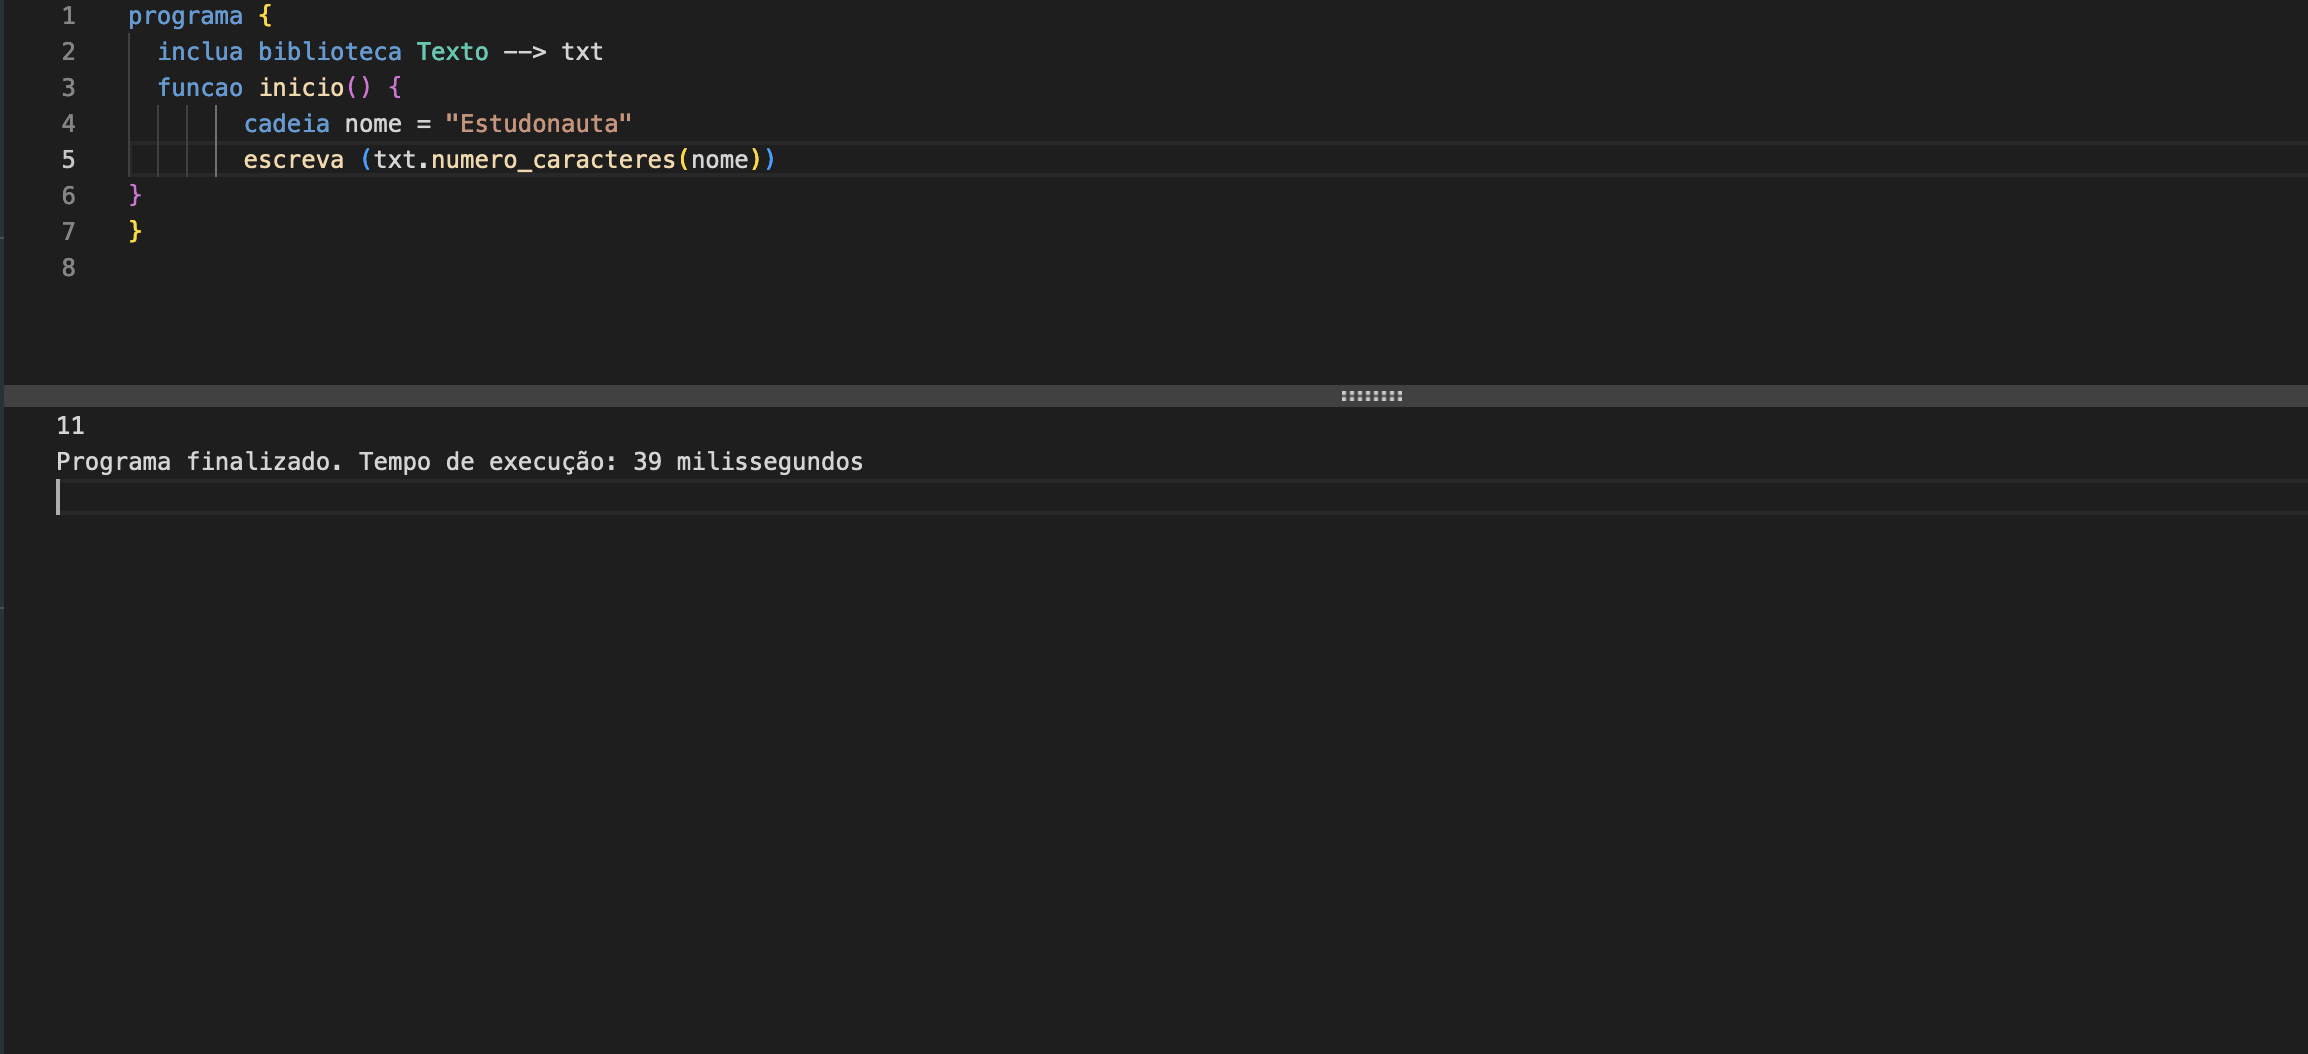 1 programa {
2 inclua biblioteca Texto --> txt
3 funcao inicio() {
4 cadeia nome = "Estudonauta"
5 escreva (txt.numero_caracteres(nome))
6 }
7 }
8
11
Programa finalizado. Tempo de execução: 39 milissegundos